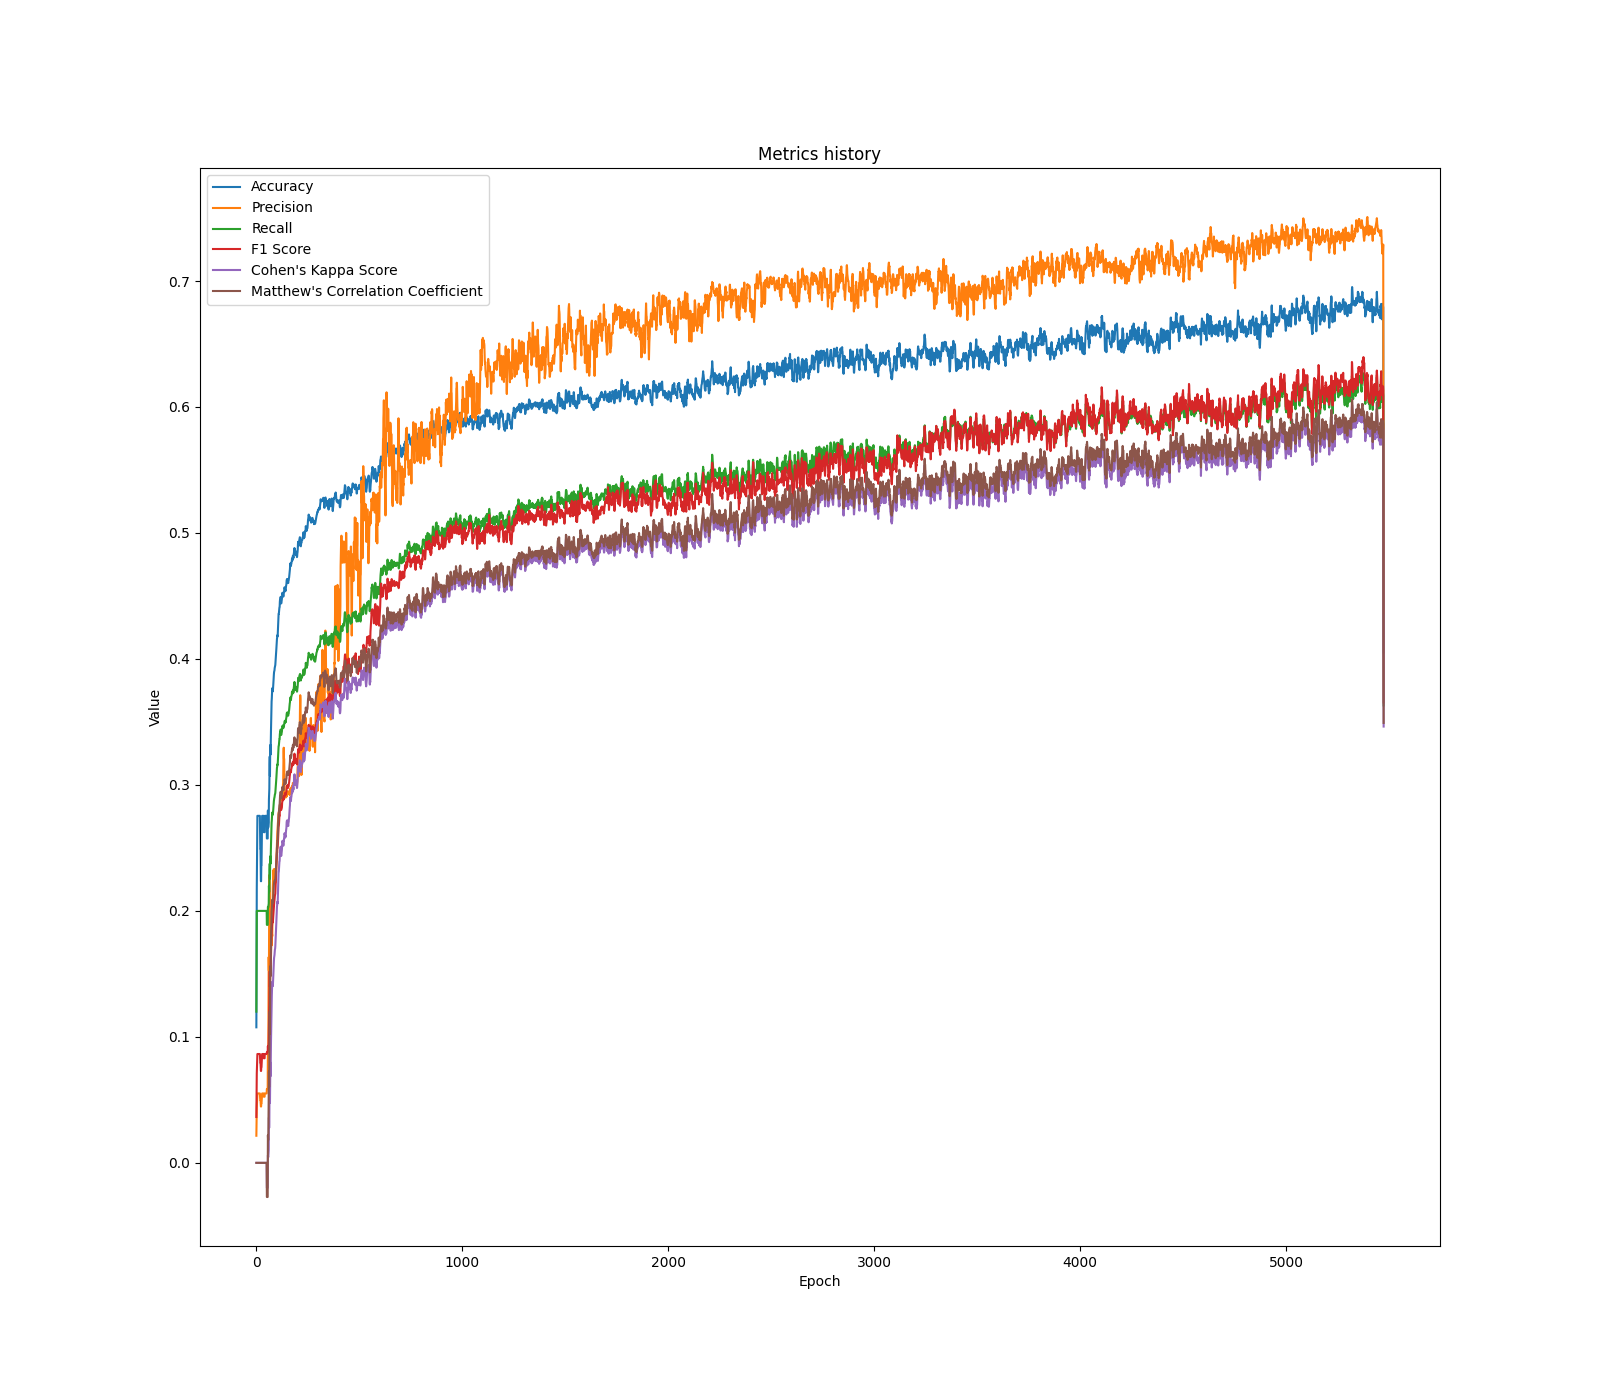 Metrics history
Accuracy
Precision
Recall
F1 Score
Cohen's Kappa Score
Matthew's Correlation Coefficient
Value
0.7
0.6
0.5
0.4
0.3
0.2
0.1
0.0
0 1000 2000 3000 4000 5000
Epoch